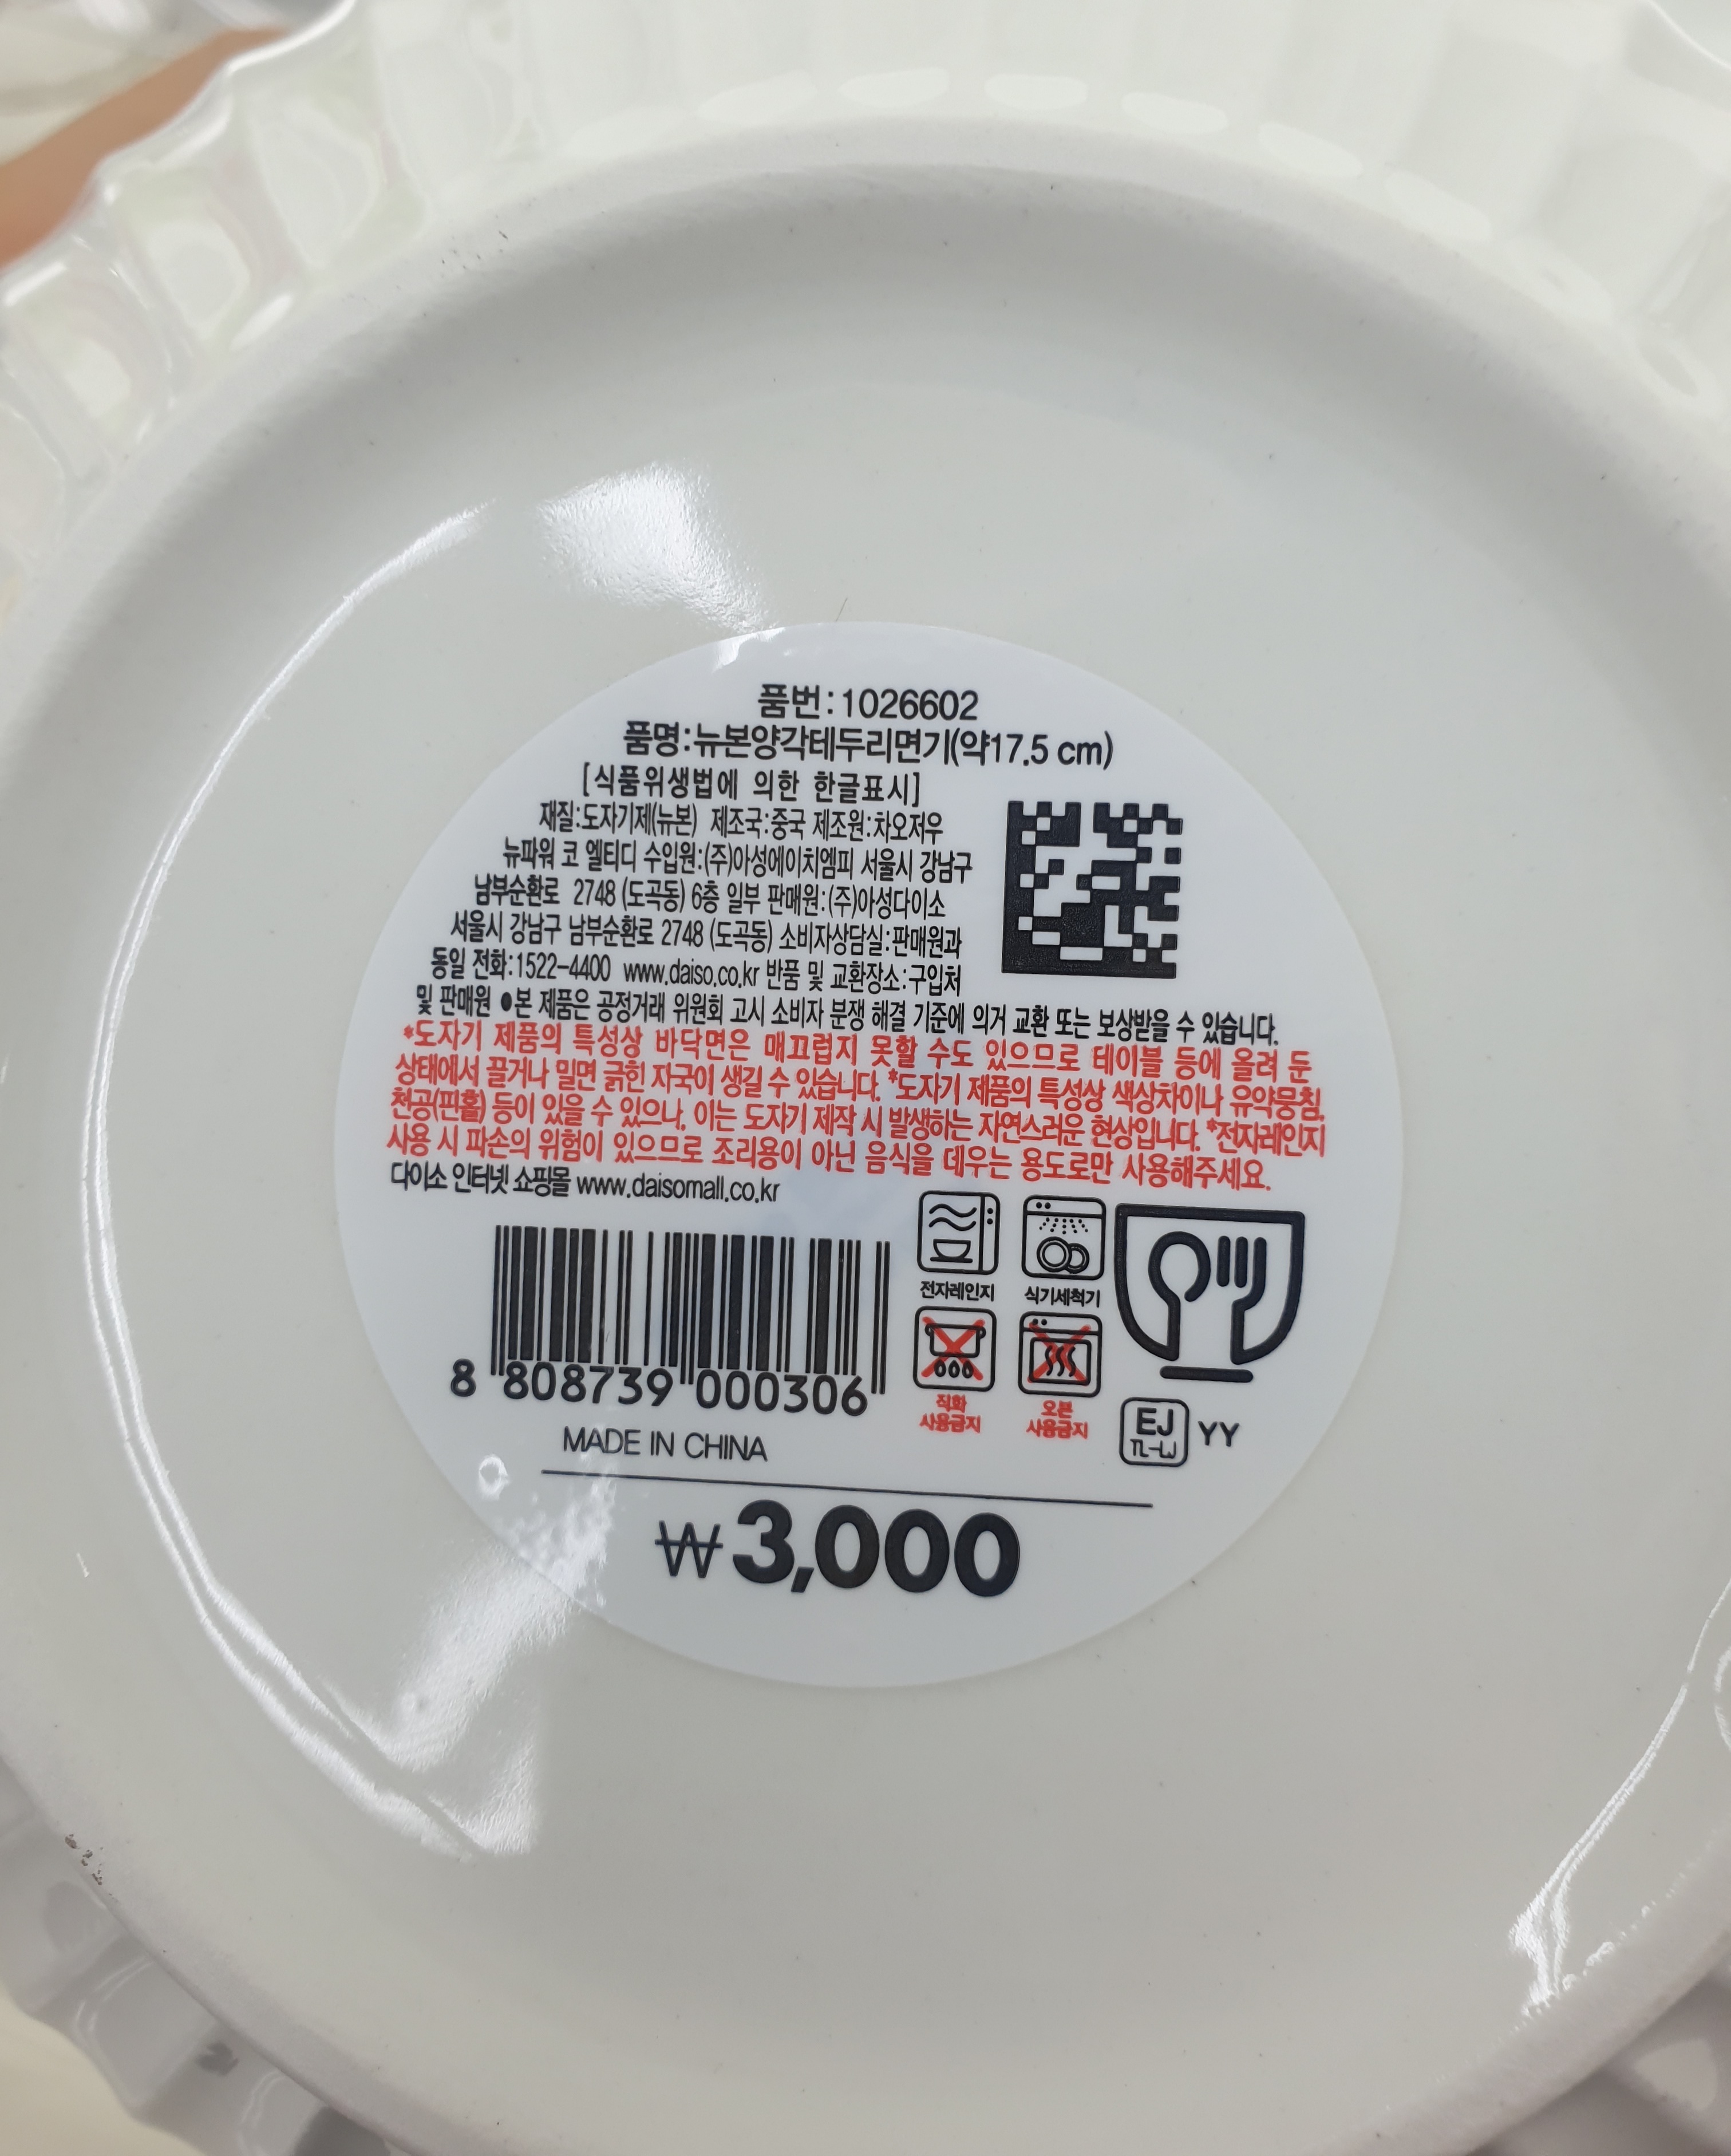 품번:1026602
품명:뉴본양각테두리면기(약17.5 cm)
[식품위생법에 의한 한글표시]
재질:도자기제(뉴본) 제조국:중국 제조원:차오저우
뉴파워 코 엘티디 수입원:(주)아성에이치엠피 서울시 강남구
남부순환로 2748 (도곡동) 6층 일부 판매원:(주)아성다이소
서울시 강남구 남부순환로 2748 (도곡동) 소비자상담실:판매원과
동일 전화:1522-4400 www.daiso.co.kr 반품 및 교환장소:구입처
및 판매원 ●본 제품은 공정거래 위원회 고시 소비자 분쟁 해결 기준에 의거 교환 또는 보상받을 수 있습니다.
*도자기 제품의 특성상 바닥면은 매끄럽지 못할 수도 있으므로 테이블 등에 올려 둔
상태에서 끌거나 밀면 긁힌 자국이 생길 수 있습니다. *도자기 제품의 특성상 색상차이나 유약뭉침,
천공(핀홀) 등이 있을 수 있으나, 이는 도자기 제작 시 발생하는 자연스러운 현상입니다. *전자레인지
사용 시 파손의 위험이 있으므로 조리용이 아닌 음식을 데우는 용도로만 사용해주세요.
다이소 인터넷 쇼핑몰 www.daisomall.co.kr
전자레인지 식기세척기
직화 사용금지
오븐 사용금지
8 808739 000306
EJ
TL-W
YY
MADE IN CHINA
₩3,000